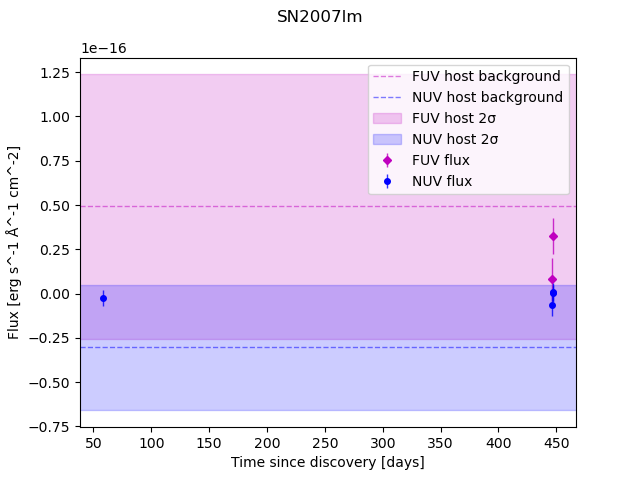 SN2007lm
1e−16
1.25
1.00
0.75
0.50
0.25
0.00
−0.25
−0.50
−0.75
Flux [erg s^-1 Å^-1 cm^-2]
FUV host background
NUV host background
FUV host 2σ
NUV host 2σ
FUV flux
NUV flux
50 100 150 200 250 300 350 400 450
Time since discovery [days]